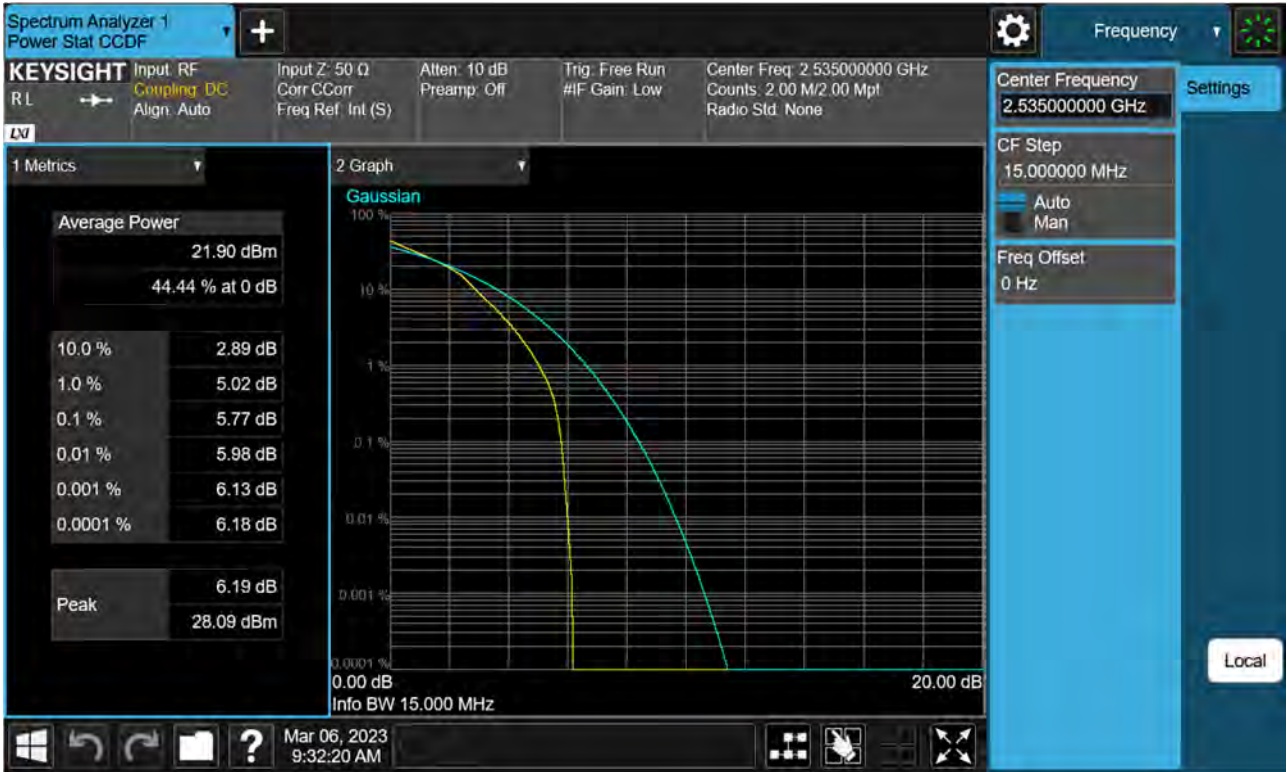 Spectrum Analyzer 1
Power Stat CCDF
Frequency
KEYSIGHT
R L
LXI
Input: RF
Coupling: DC
Align: Auto
Input Z: 50 Ω
Corr CCorr
Freq Ref: Int (S)
Atten: 10 dB
Preamp: Off
Trig: Free Run
#IF Gain: Low
Center Freq: 2.535000000 GHz
Counts: 2.00 M/2.00 Mpt
Radio Std: None
Center Frequency
2.535000000 GHz
Settings
CF Step
15.000000 MHz
Auto
Man
Freq Offset
0 Hz
1 Metrics
Average Power
21.90 dBm
44.44 % at 0 dB
10.0 % 2.89 dB
1.0 % 5.02 dB
0.1 % 5.77 dB
0.01 % 5.98 dB
0.001 % 6.13 dB
0.0001 % 6.18 dB
Peak 6.19 dB
28.09 dBm
2 Graph
Gaussian
100 %
10 %
1 %
0.1 %
0.01 %
0.001 %
0.0001 %
0.00 dB 20.00 dB
Info BW 15.000 MHz
Local
?
Mar 06, 2023
9:32:20 AM